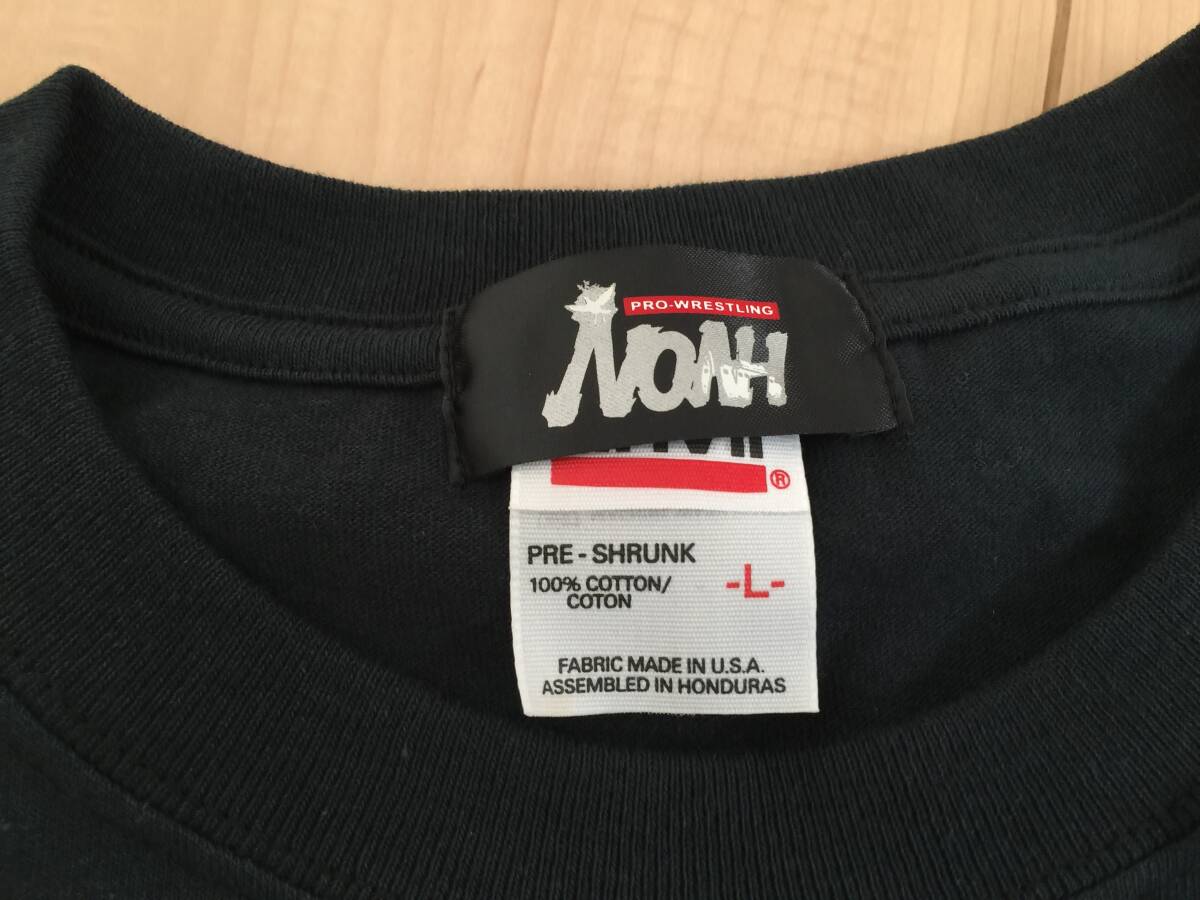 PRO-WRESTLING
NOAH
®
PRE - SHRUNK
100% COTTON/
COTON
-L-
FABRIC MADE IN U.S.A.
ASSEMBLED IN HONDURAS